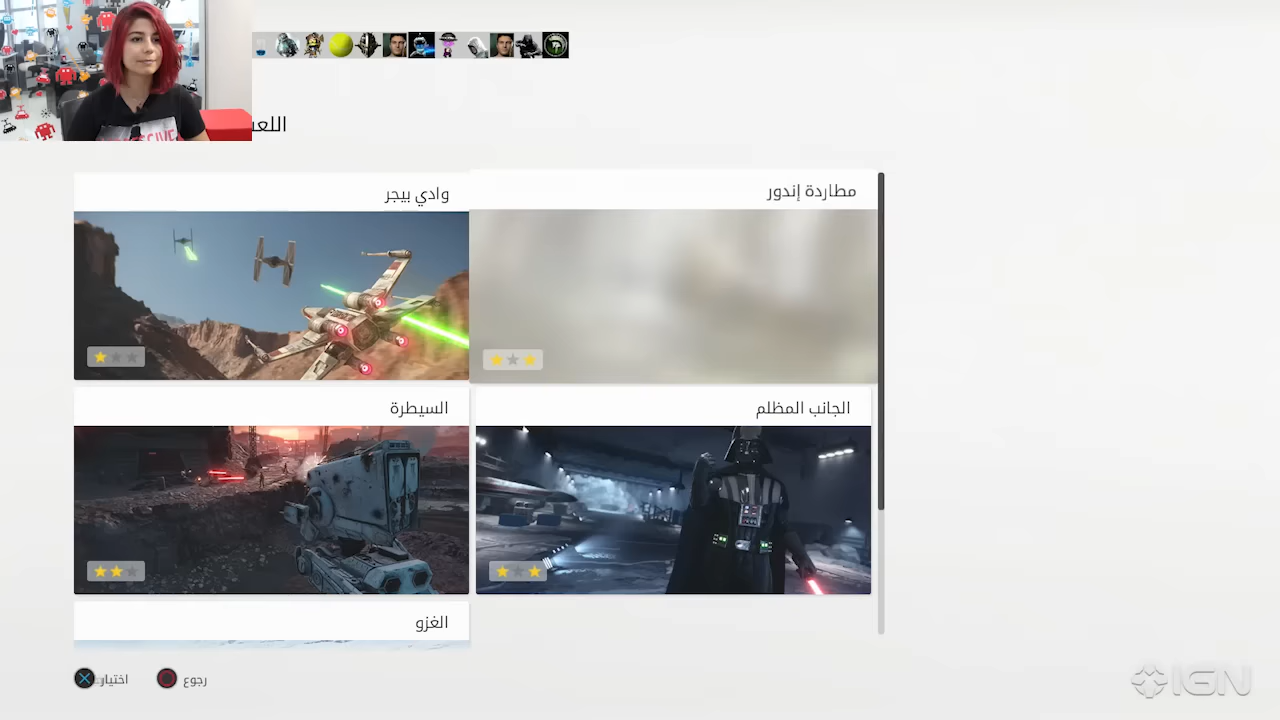 مطاردة إندور
وادي بيجر
الجانب المظلم
السيطرة
الغزو
اختيار
رجوع
IGN